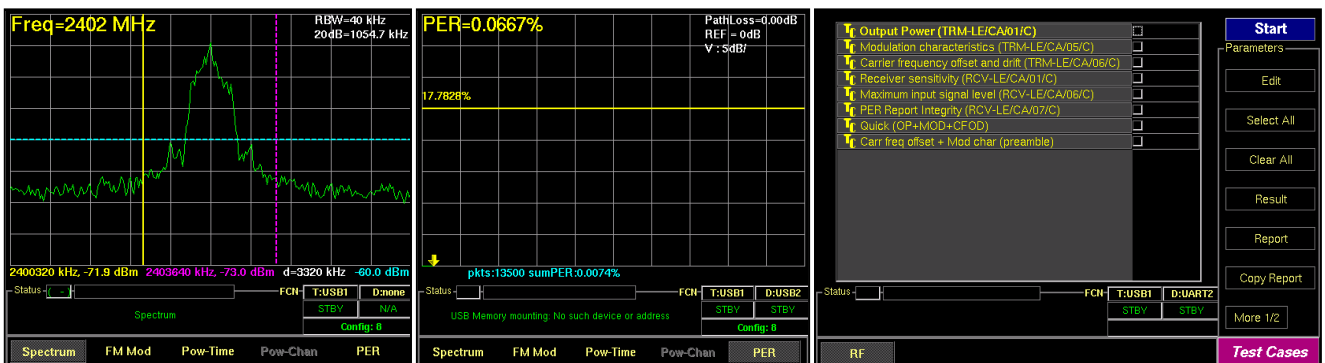 Freq=2402 MHz
RBW=40 kHz
20dB=1054.7 kHz
2400320 kHz, -71.9 dBm 2403640 kHz, -73.0 dBm d=3320 kHz -60.0 dBm
Status ( - ) FCN T:USB1 D:none
Spectrum
STBY N/A
Config: 8
Spectrum FM Mod Pow-Time Pow-Chan PER
PER=0.0667%
PathLoss=0.00dB
REF = 0dB
V : 5dB/
17.7828%
pkts:13500 sumPER:0.0074%
Status FCN T:USB1 D:USB2
USB Memory mounting: No such device or address
STBY STBY
Config: 8
Spectrum FM Mod Pow-Time Pow-Chan PER
Output Power (TRM-LE/CA/01/C)
Modulation characteristics (TRM-LE/CA/05/C)
Carrier frequency offset and drift (TRM-LE/CA/06/C)
Receiver sensitivity (RCV-LE/CA/01/C)
Maximum input signal level (RCV-LE/CA/06/C)
PER Report Integrity (RCV-LE/CA/07/C)
Quick (OP+MOD+CFOD)
Carr freq offset + Mod char (preamble)
Status FCN T:USB1 D:UART2
STBY STBY
RF
Start
Parameters
Edit
Select All
Clear All
Result
Report
Copy Report
More 1/2
Test Cases